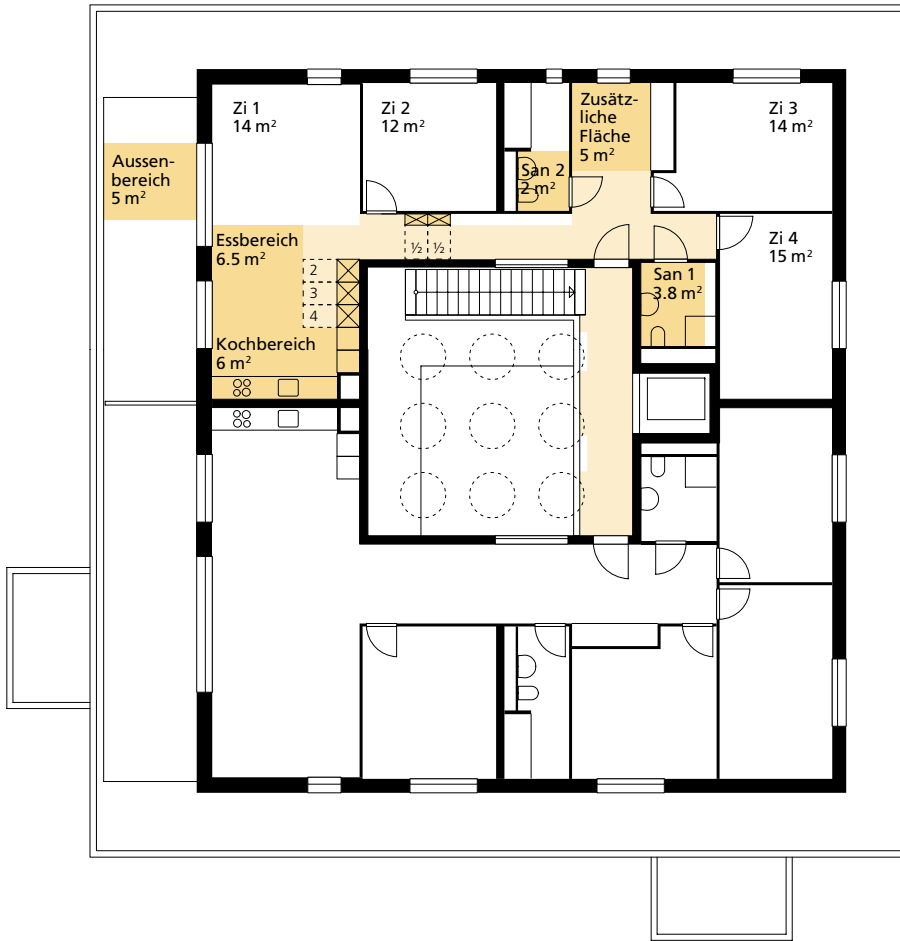 Zi 1
14 m²
Zi 2
12 m²
Zusätz-
liche
Fläche
5 m²
Zi 3
14 m²
Aussen-
bereich
5 m²
San 2
2 m²
Essbereich
6.5 m²
½ ½
Zi 4
15 m²
2
3
4
San 1
3.8 m²
Kochbereich
6 m²